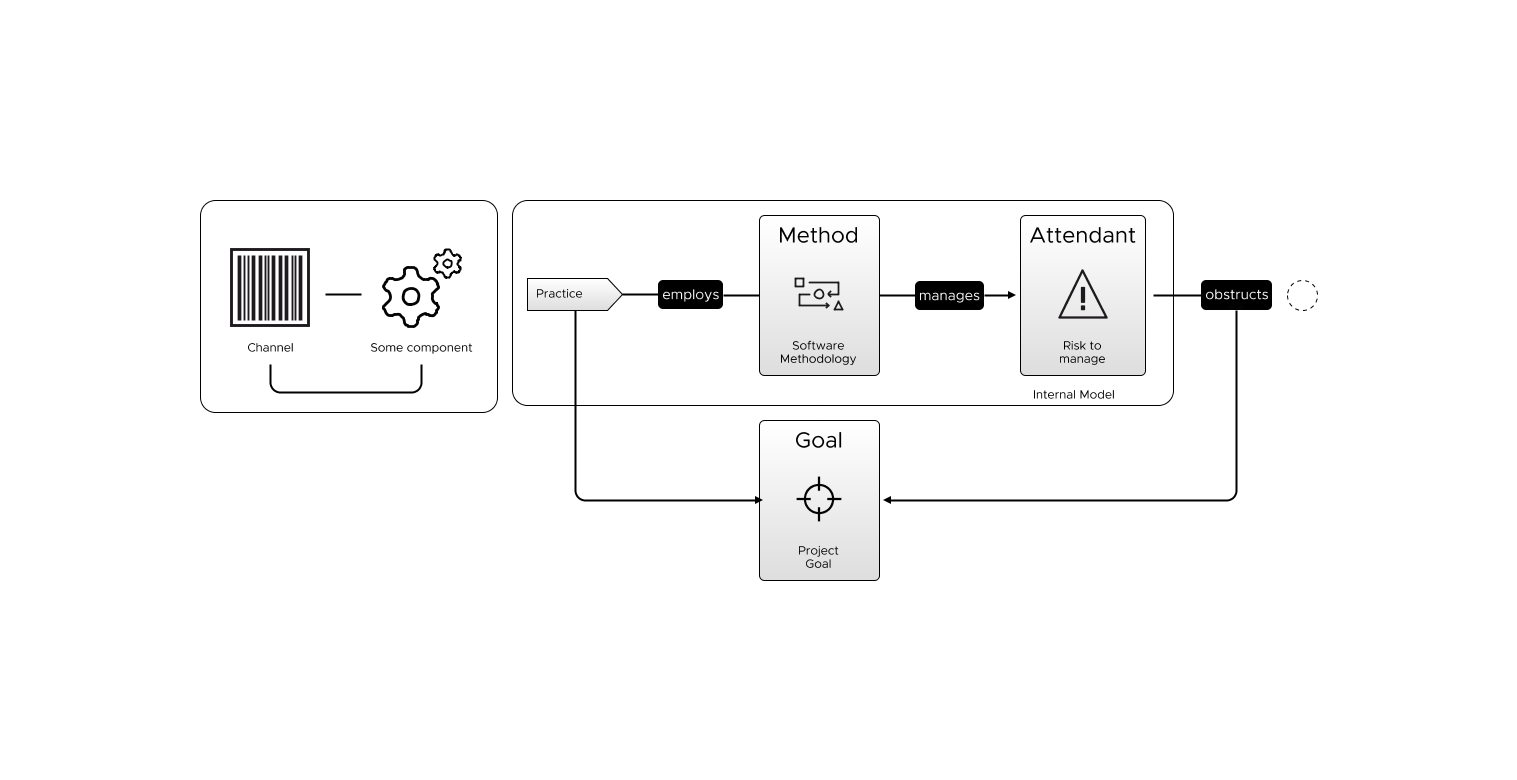 Channel
Some component
Practice
employs
Method
Software
Methodology
manages
Attendant
Risk to
manage
Internal Model
obstructs
Goal
Project
Goal